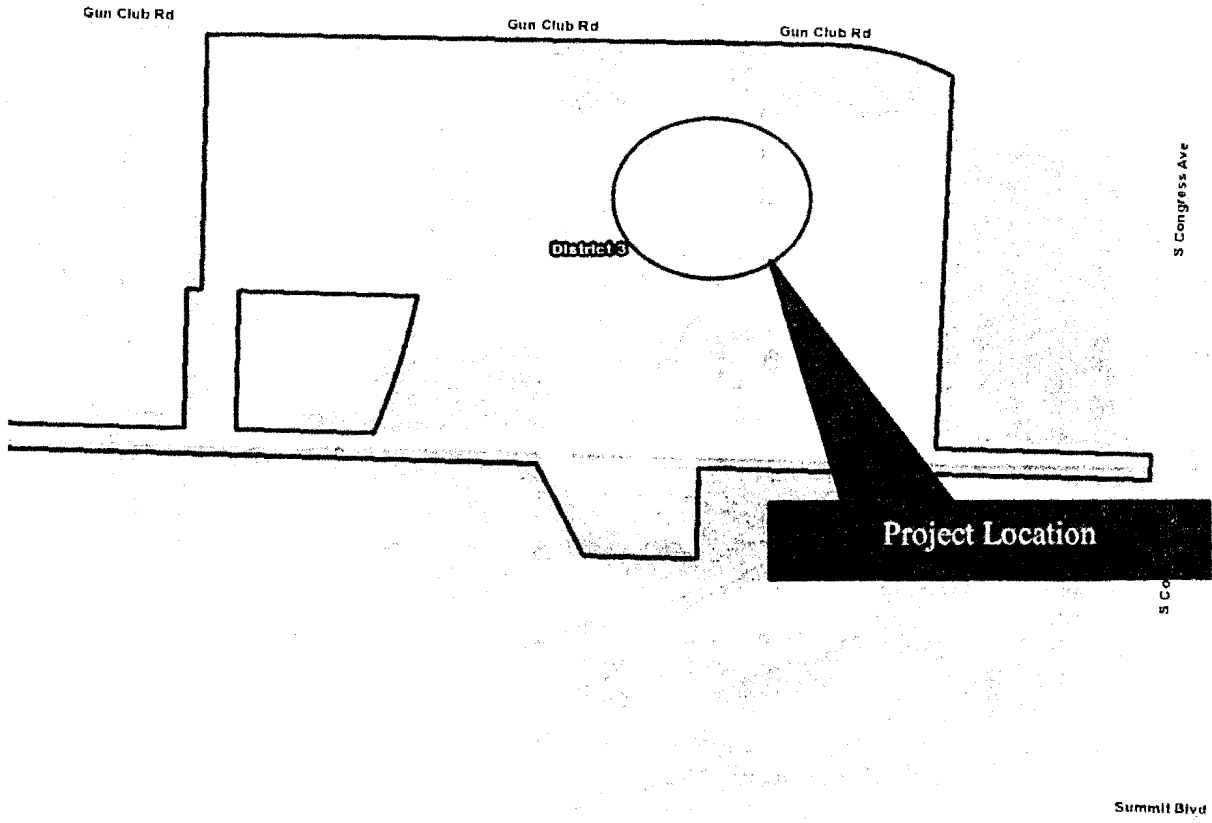 Gun Club Rd
Gun Club Rd
Gun Club Rd
S Congress Ave
District 3
Project Location
S Co
Summit Blvd